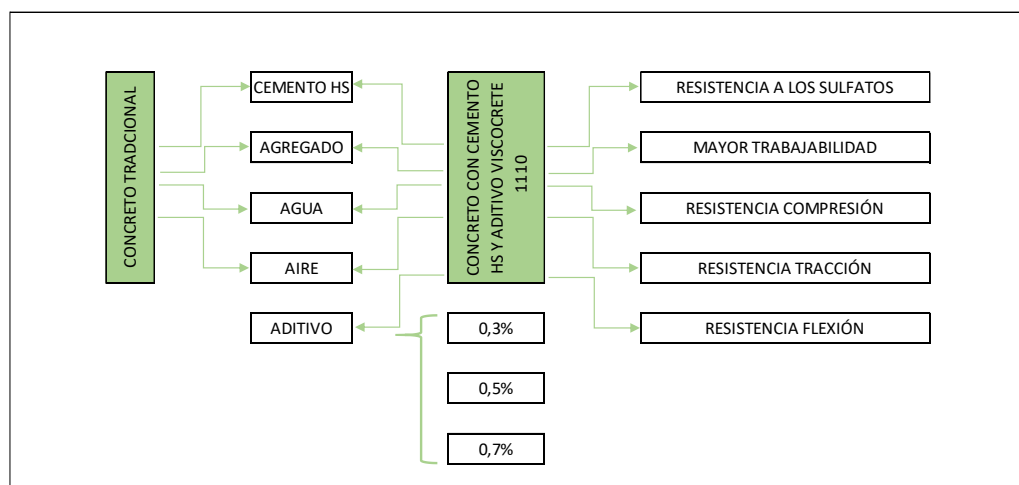 CONCRETO TRADCIONAL
CEMENTO HS
AGREGADO
AGUA
AIRE
ADITIVO
CONCRETO CON CEMENTO
HS Y ADITIVO VISCOCRETE
1110
0,3%
0,5%
0,7%
RESISTENCIA A LOS SULFATOS
MAYOR TRABAJABILIDAD
RESISTENCIA COMPRESIÓN
RESISTENCIA TRACCIÓN
RESISTENCIA FLEXIÓN